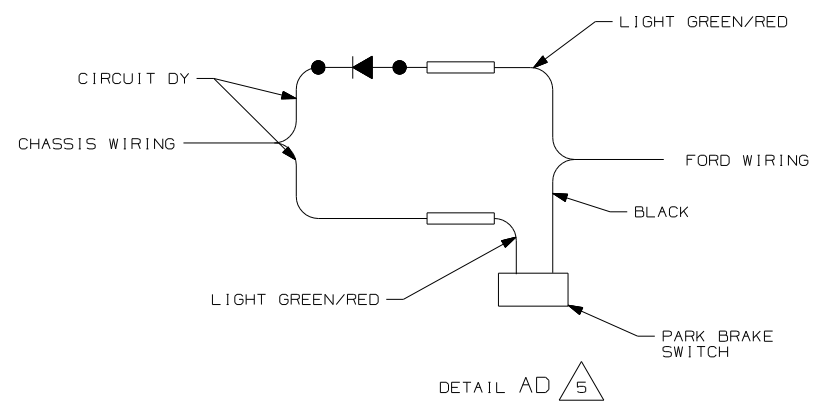 LIGHT GREEN/RED
CIRCUIT DY
CHASSIS WIRING
FORD WIRING
BLACK
LIGHT GREEN/RED
PARK BRAKE
SWITCH
DETAIL AD 5